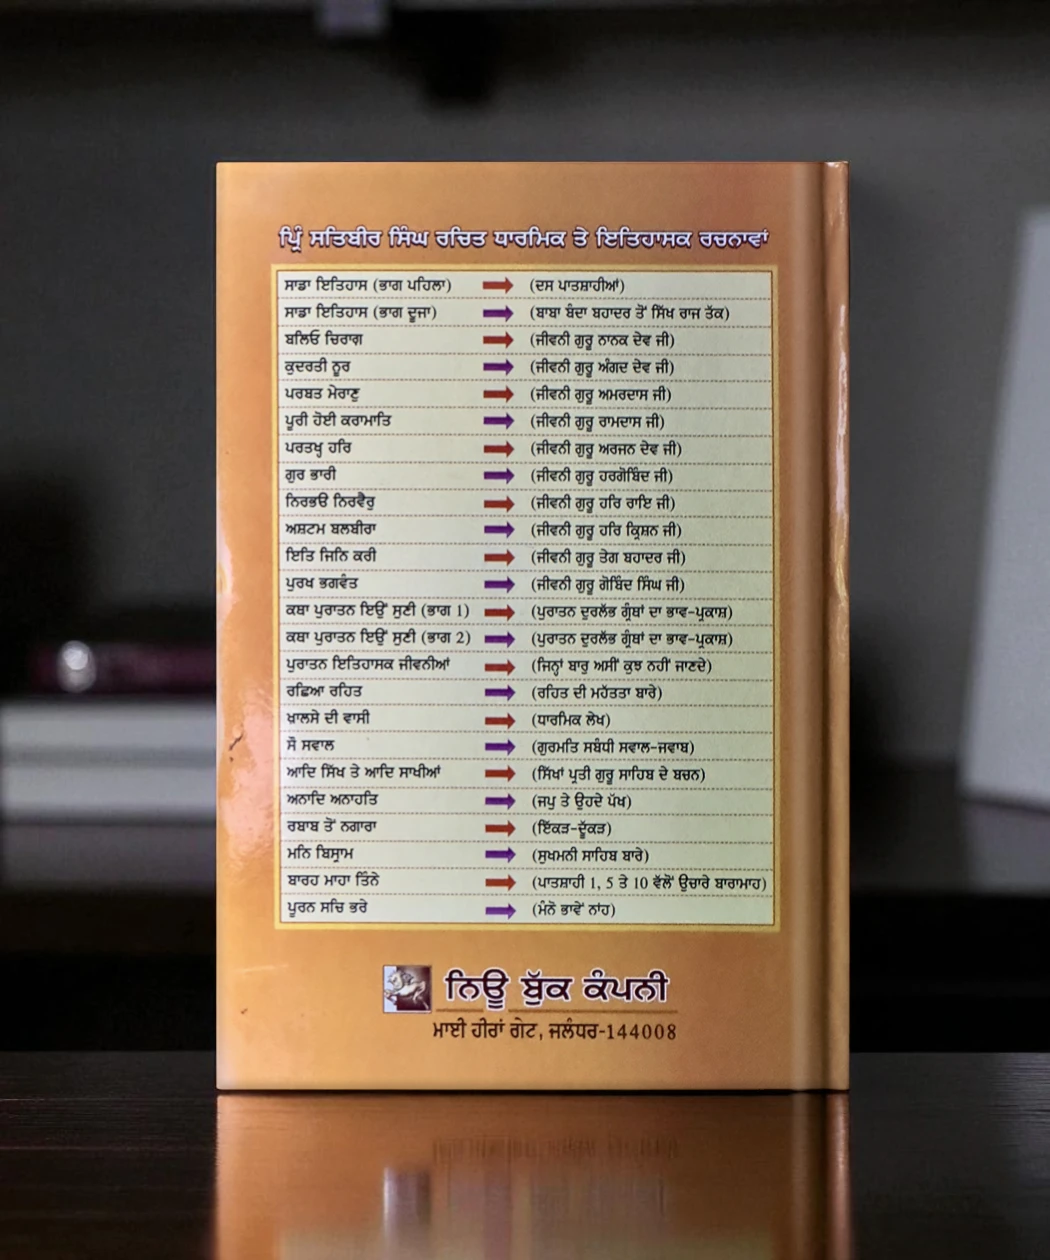 ਪ੍ਰਿੰ ਸਤਿਬੀਰ ਸਿੰਘ ਰਚਿਤ ਧਾਰਮਿਕ ਤੇ ਇਤਿਹਾਸਕ ਰਚਨਾਵਾਂ
ਸਾਡਾ ਇਤਿਹਾਸ (ਭਾਗ ਪਹਿਲਾ) (ਦਸ ਪਾਤਸ਼ਾਹੀਆਂ)
ਸਾਡਾ ਇਤਿਹਾਸ (ਭਾਗ ਦੂਜਾ) (ਬਾਬਾ ਬੰਦਾ ਬਹਾਦਰ ਤੋਂ ਸਿੱਖ ਰਾਜ ਤੱਕ)
ਬਲਿਓ ਚਿਰਾਗ਼ (ਜੀਵਨੀ ਗੁਰੂ ਨਾਨਕ ਦੇਵ ਜੀ)
ਕੁਦਰਤੀ ਨੂਰ (ਜੀਵਨੀ ਗੁਰੂ ਅੰਗਦ ਦੇਵ ਜੀ)
ਪਰਬਤ ਮੇਰਾਣੁ (ਜੀਵਨੀ ਗੁਰੂ ਅਮਰਦਾਸ ਜੀ)
ਪੂਰੀ ਹੋਈ ਕਰਾਮਾਤਿ (ਜੀਵਨੀ ਗੁਰੂ ਰਾਮਦਾਸ ਜੀ)
ਪਰਤਖੁ ਹਰਿ (ਜੀਵਨੀ ਗੁਰੂ ਅਰਜਨ ਦੇਵ ਜੀ)
ਗੁਰ ਭਾਰੀ (ਜੀਵਨੀ ਗੁਰੂ ਹਰਗੋਬਿੰਦ ਜੀ)
ਨਿਰਭਉ ਨਿਰਵੈਰੁ (ਜੀਵਨੀ ਗੁਰੂ ਹਰਿ ਰਾਇ ਜੀ)
ਅਸ਼ਟਮ ਬਲਬੀਰਾ (ਜੀਵਨੀ ਗੁਰੂ ਹਰਿ ਕ੍ਰਿਸ਼ਨ ਜੀ)
ਇਤਿ ਜਿਨਿ ਕਰੀ (ਜੀਵਨੀ ਗੁਰੂ ਤੇਗ ਬਹਾਦਰ ਜੀ)
ਪੁਰਖ ਭਗਵੰਤ (ਜੀਵਨੀ ਗੁਰੂ ਗੋਬਿੰਦ ਸਿੰਘ ਜੀ)
ਕਥਾ ਪੁਰਾਤਨ ਇਉਂ ਸੁਣੀ (ਭਾਗ 1) (ਪੁਰਾਤਨ ਦੁਰਲੱਭ ਗ੍ਰੰਥਾਂ ਦਾ ਭਾਵ-ਪ੍ਰਕਾਸ਼)
ਕਥਾ ਪੁਰਾਤਨ ਇਉਂ ਸੁਣੀ (ਭਾਗ 2) (ਪੁਰਾਤਨ ਦੁਰਲੱਭ ਗ੍ਰੰਥਾਂ ਦਾ ਭਾਵ-ਪ੍ਰਕਾਸ਼)
ਪੁਰਾਤਨ ਇਤਿਹਾਸਕ ਜੀਵਨੀਆਂ (ਜਿਨ੍ਹਾਂ ਬਾਰੁ ਅਸੀਂ ਕੁਝ ਨਹੀਂ ਜਾਣਦੇ)
ਰਛਿਆ ਰਹਿਤ (ਰਹਿਤ ਦੀ ਮਹੱਤਤਾ ਬਾਰੇ)
ਖ਼ਾਲਸੇ ਦੀ ਵਾਸੀ (ਧਾਰਮਿਕ ਲੇਖ)
ਸੌ ਸਵਾਲ (ਗੁਰਮਤਿ ਸਬੰਧੀ ਸਵਾਲ-ਜਵਾਬ)
ਆਦਿ ਸਿੱਖ ਤੇ ਆਦਿ ਸਾਖੀਆਂ (ਸਿੱਖਾਂ ਪ੍ਰਤੀ ਗੁਰੂ ਸਾਹਿਬ ਦੇ ਬਚਨ)
ਅਨਾਦਿ ਅਨਾਹਤਿ (ਜਪੁ ਤੇ ਉਹਦੇ ਪੱਖ)
ਰਬਾਬ ਤੋਂ ਨਗਾਰਾ (ਇੱਕੜ-ਦੁੱਕੜ)
ਮਨਿ ਬਿਸ੍ਰਾਮ (ਸੁਖਮਨੀ ਸਾਹਿਬ ਬਾਰੇ)
ਬਾਰਹ ਮਾਹਾ ਤਿੰਨੇ (ਪਾਤਸ਼ਾਹੀ 1, 5 ਤੇ 10 ਵੱਲੋਂ ਉਚਾਰੇ ਬਾਰਾਮਾਹ)
ਪੂਰਨ ਸਚਿ ਭਰੇ (ਮੰਨੋ ਭਾਵੇਂ ਨਾਂਹ)
ਨਿਊ ਬੁੱਕ ਕੰਪਨੀ
ਮਾਈ ਹੀਰਾਂ ਗੇਟ, ਜਲੰਧਰ-144008